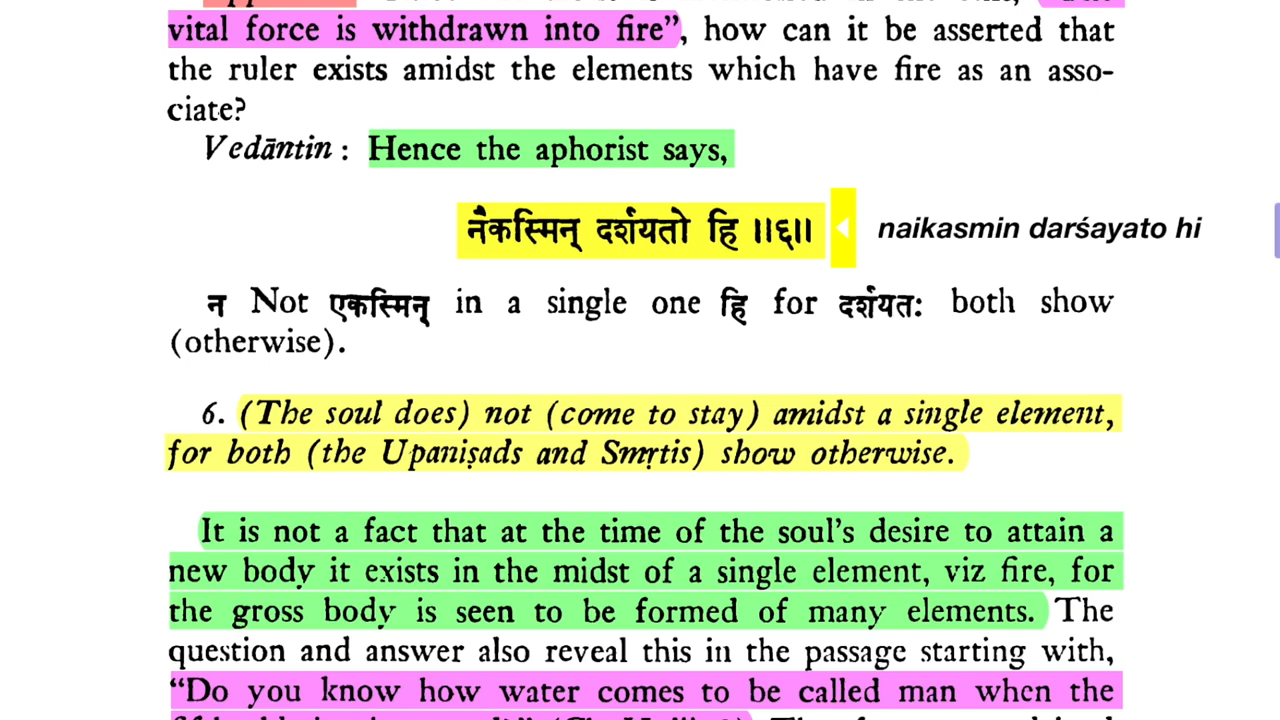 vital force is withdrawn into fire”, how can it be asserted that
the ruler exists amidst the elements which have fire as an asso-
ciate?
Vedāntin : Hence the aphorist says,
नैकस्मिन् दर्शयतो हि ॥६॥ naikasmin darśayato hi
न Not एकस्मिन् in a single one हि for दर्शयत: both show
(otherwise).
6. (The soul does) not (come to stay) amidst a single element,
for both (the Upaniṣads and Smṛtis) show otherwise.
It is not a fact that at the time of the soul’s desire to attain a
new body it exists in the midst of a single element, viz fire, for
the gross body is seen to be formed of many elements. The
question and answer also reveal this in the passage starting with,
“Do you know how water comes to be called man when the